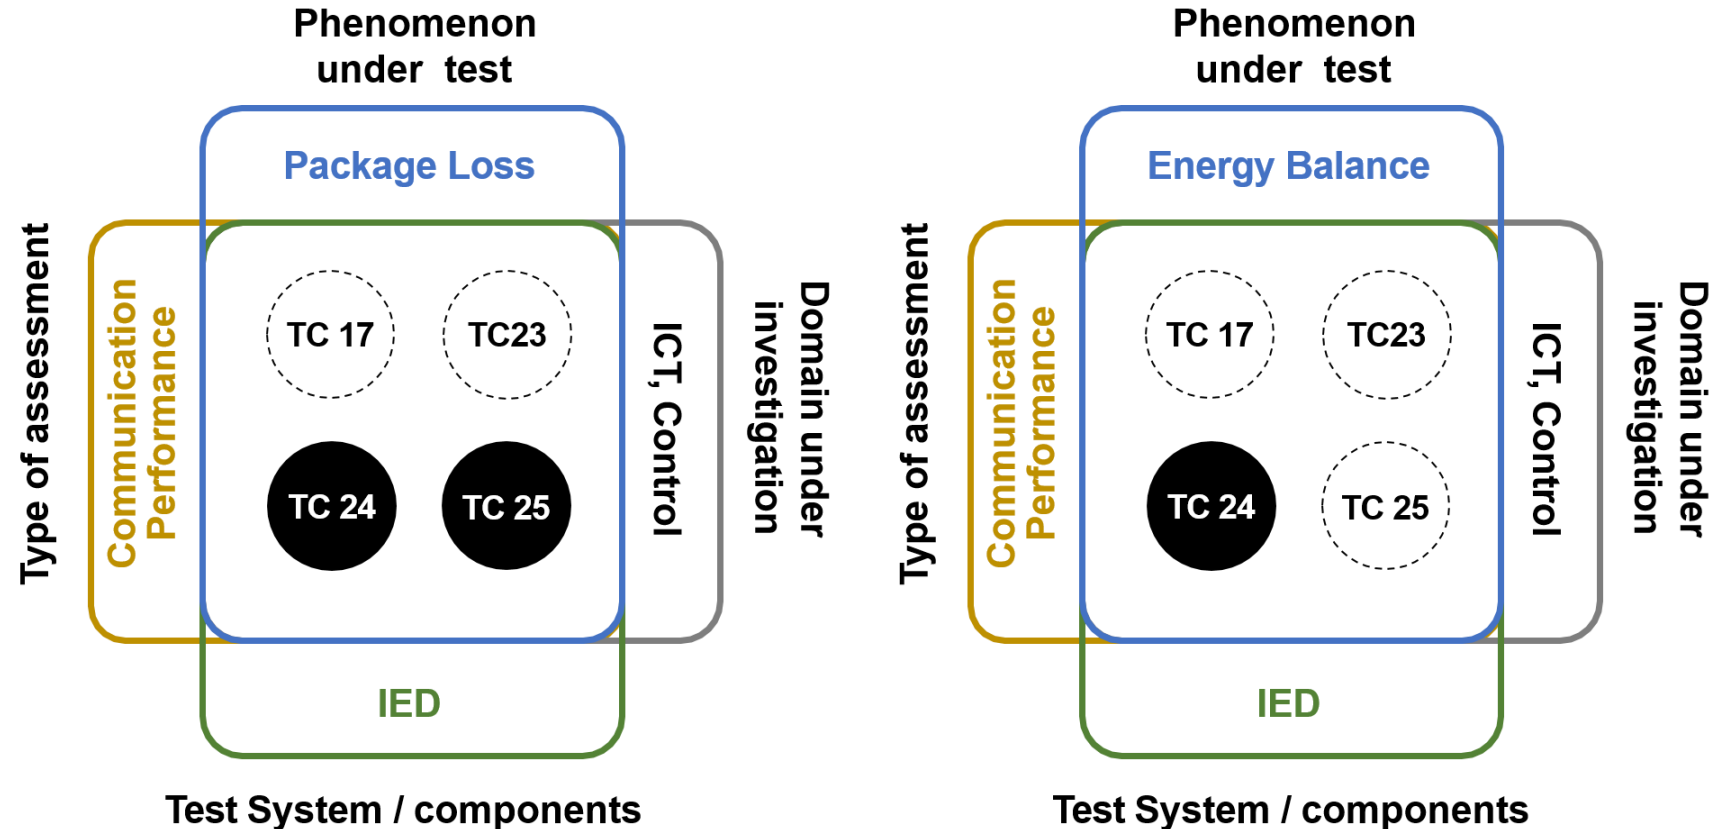 Phenomenon
under test
Package Loss
Type of assessment
Communication
Performance
TC 17
TC23
TC 24
TC 25
ICT, Control
Domain under
investigation
IED
Test System / components
Phenomenon
under test
Energy Balance
Type of assessment
Communication
Performance
TC 17
TC23
TC 24
TC 25
ICT, Control
Domain under
investigation
IED
Test System / components